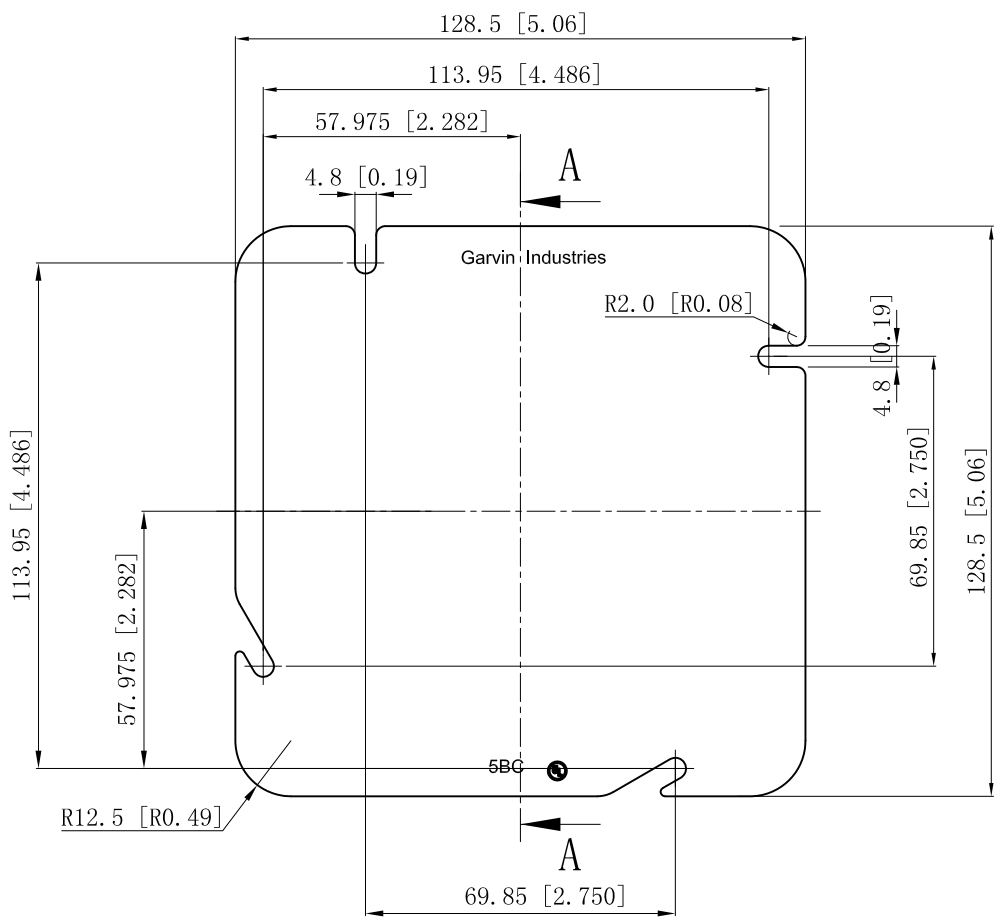 128.5 [5.06]
113.95 [4.486]
57.975 [2.282]
4.8 [0.19]
A
Garvin Industries
R2.0 [R0.08]
4.8 [0.19]
113.95 [4.486]
57.975 [2.282]
69.85 [2.750]
128.5 [5.06]
5BC
R12.5 [R0.49]
A
69.85 [2.750]